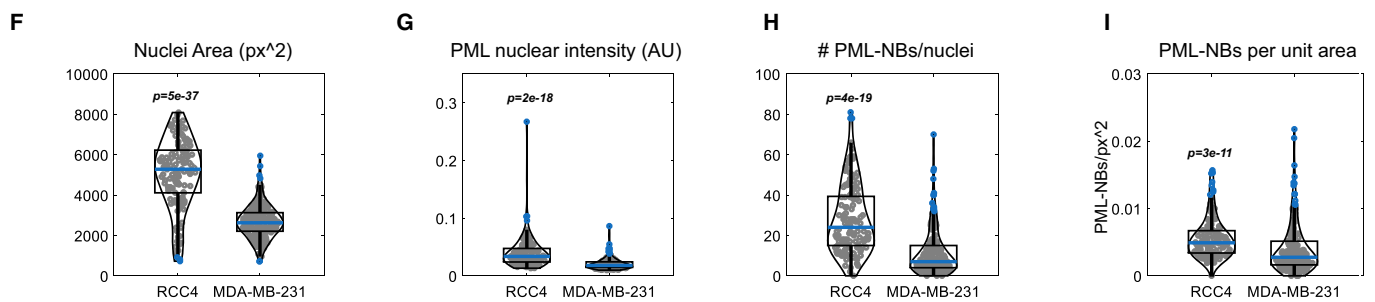 F
Nuclei Area (px^2)
10000
8000
6000
4000
2000
0
p=5e-37
RCC4 MDA-MB-231
G
PML nuclear intensity (AU)
0.3
0.2
0.1
0
p=2e-18
RCC4 MDA-MB-231
H
# PML-NBs/nuclei
100
80
60
40
20
0
p=4e-19
RCC4 MDA-MB-231
I
PML-NBs per unit area
PML-NBs/px^2
0.03
0.02
0.01
0
p=3e-11
RCC4 MDA-MB-231